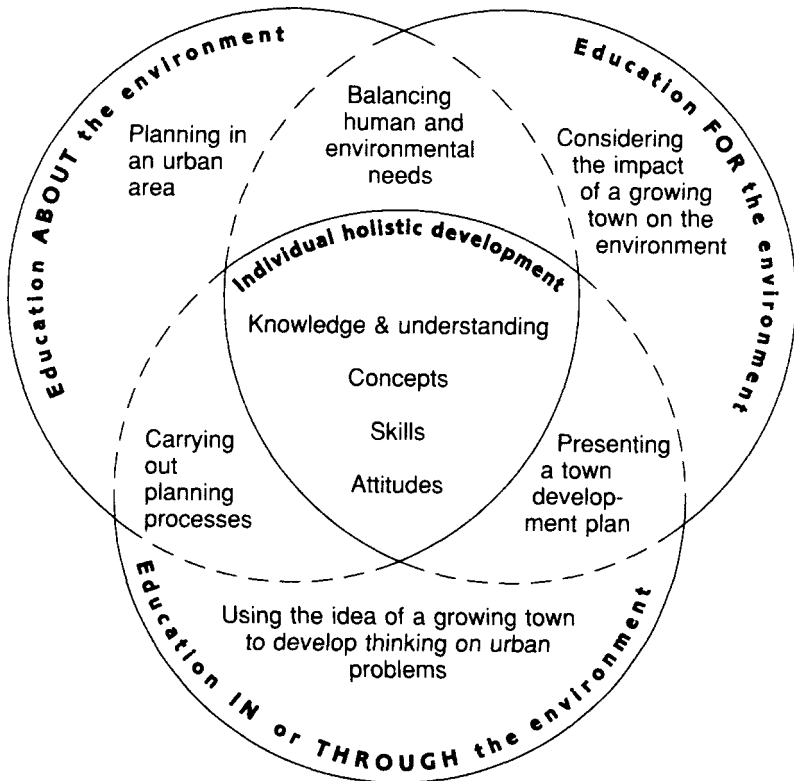 Education ABOUT the environment
Education FOR the environment
Planning in
an urban
area
Balancing
human and
environmental
needs
Considering
the impact
of a growing
town on the
environment
Individual holistic development
Knowledge & understanding
Concepts
Skills
Attitudes
Carrying
out
planning
processes
Presenting
a town
develop-
ment plan
Using the idea of a growing town
to develop thinking on urban
problems
Education IN or THROUGH the environment